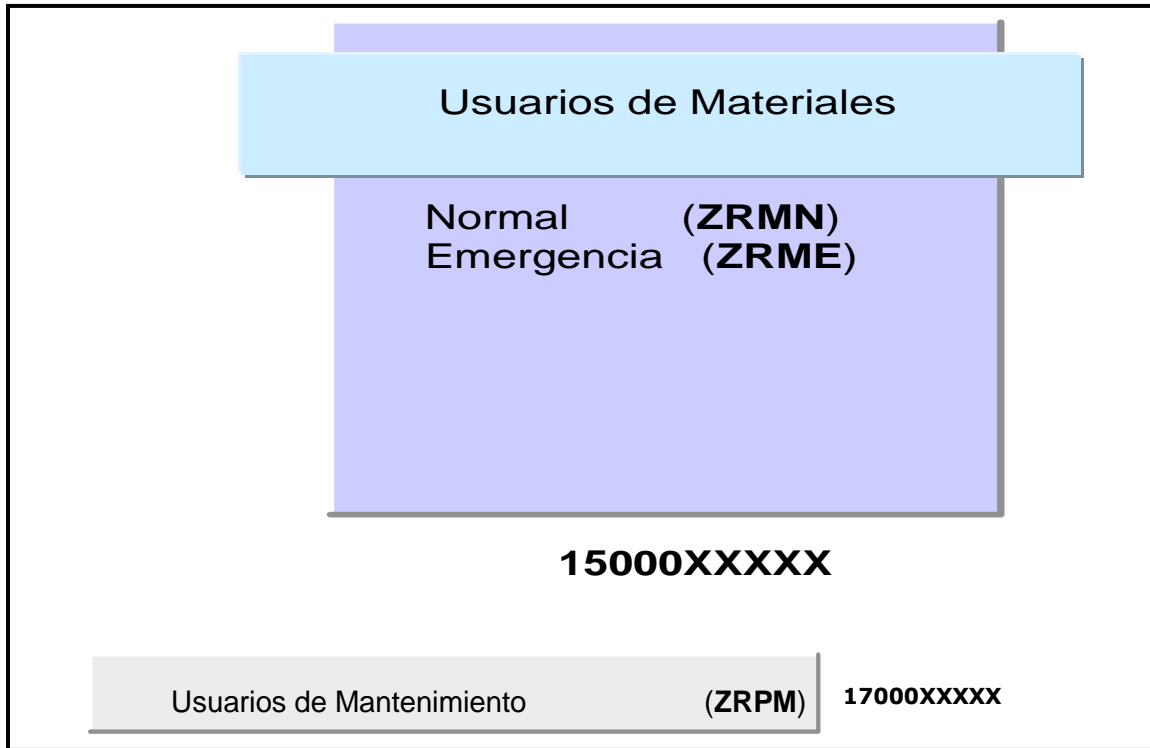 Usuarios de Materiales
Normal (ZRMN)
Emergencia (ZRME)
15000XXXXX
Usuarios de Mantenimiento (ZRPM) 17000XXXXX